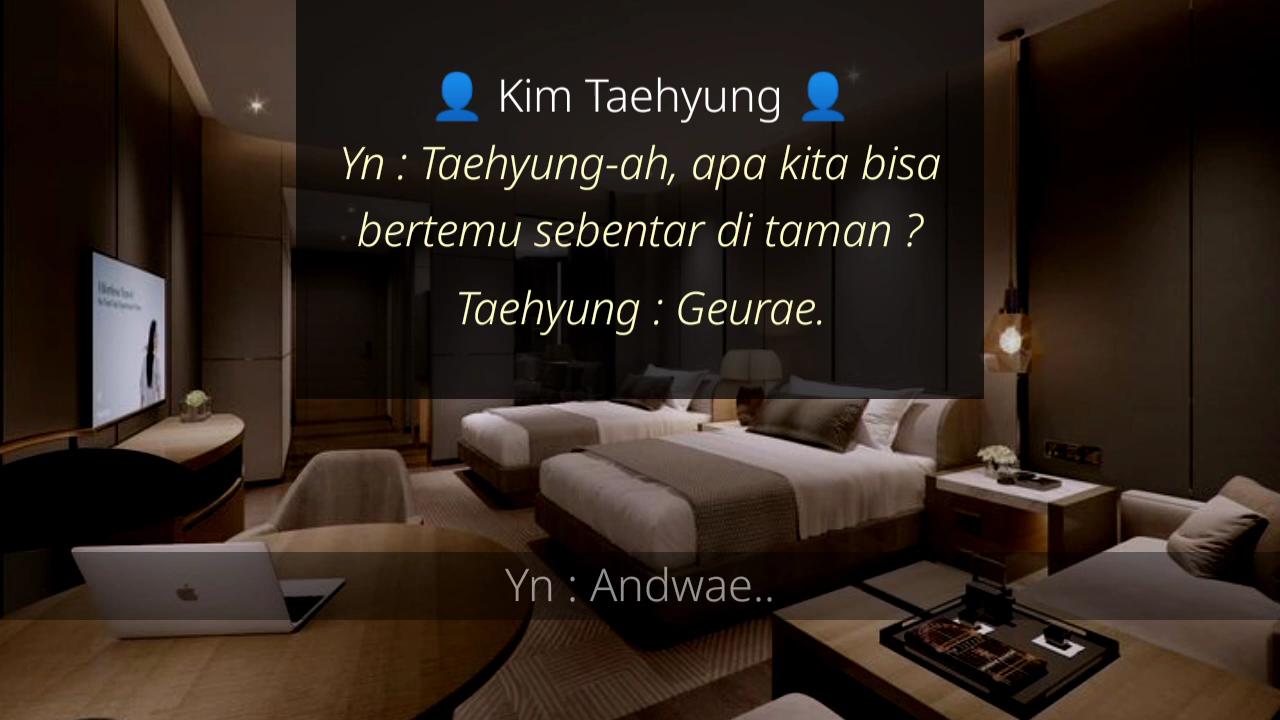 👤 Kim Taehyung 👤
Yn : Taehyung-ah, apa kita bisa
bertemu sebentar di taman ?
Taehyung : Geurae.
Yn : Andwae..